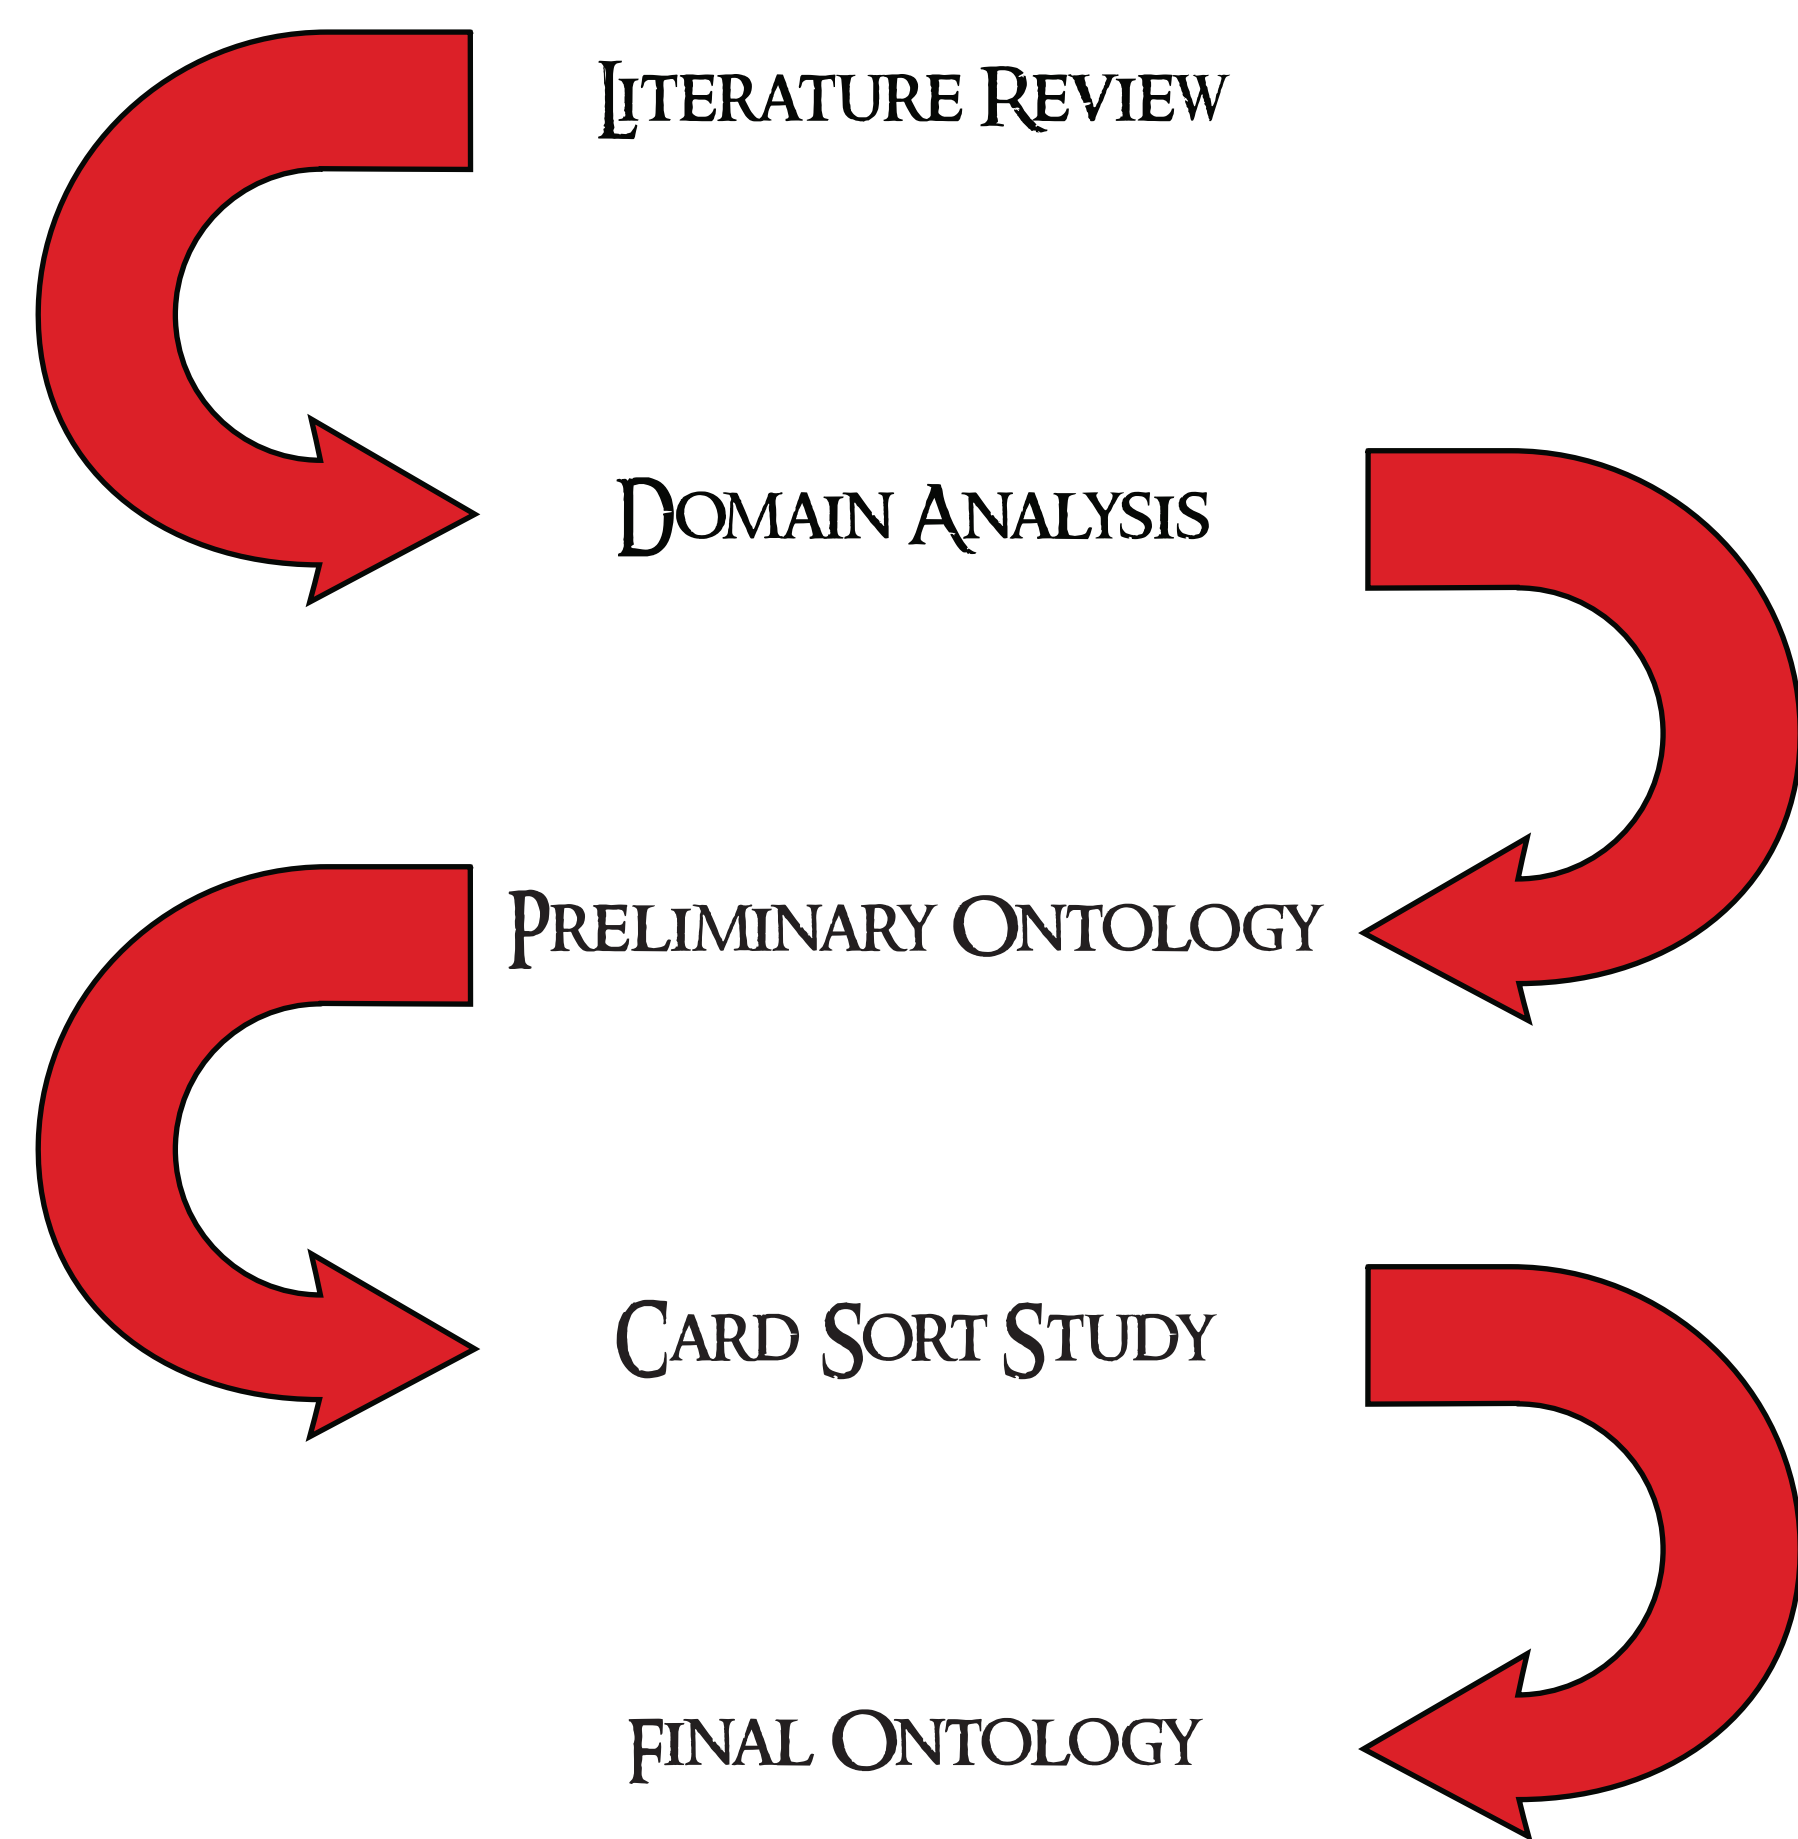 Literature Review
Domain Analysis
Preliminary Ontology
Card Sort Study
Final Ontology